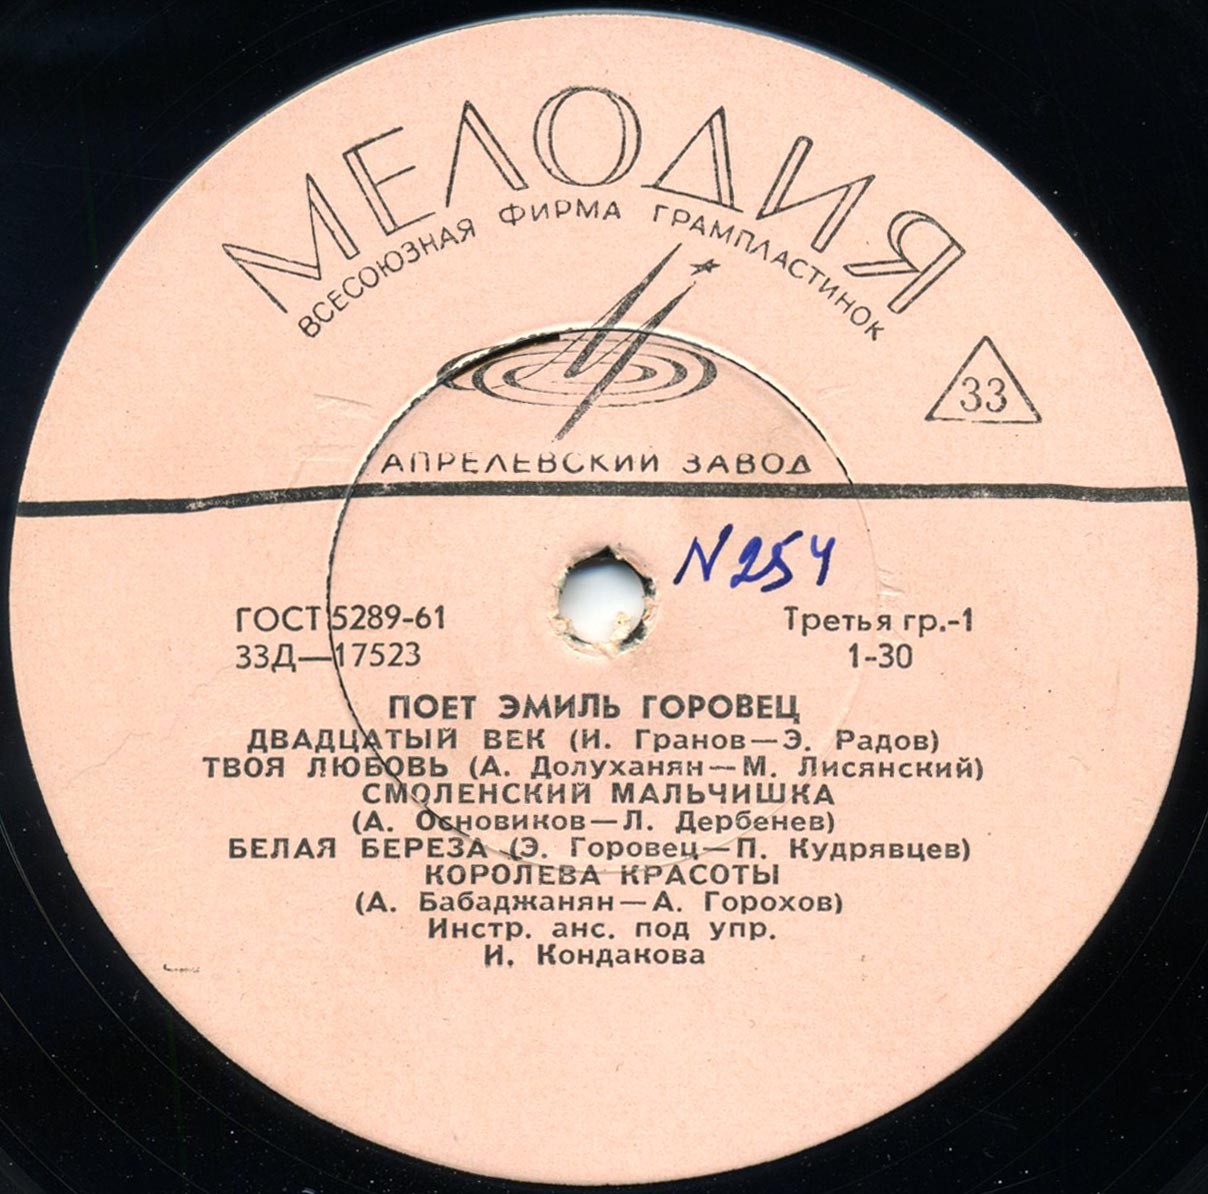 МЕЛОДИЯ
ВСЕСОЮЗНАЯ ФИРМА ГРАМПЛАСТИНОК
33
АПРЕЛЕВСКИЙ ЗАВОД
N 254
ГОСТ 5289-61 Третья гр.-1
33Д—17523 1-30
ПОЕТ ЭМИЛЬ ГОРОВЕЦ
ДВАДЦАТЫЙ ВЕК (И. Гранов—Э. Радов)
ТВОЯ ЛЮБОВЬ (А. Долуханян—М. Лисянский)
СМОЛЕНСКИЙ МАЛЬЧИШКА
(А. Основиков—Л. Дербенев)
БЕЛАЯ БЕРЕЗА (Э. Горовец—П. Кудрявцев)
КОРОЛЕВА КРАСОТЫ
(А. Бабаджанян—А. Горохов)
Инстр. анс. под упр.
И. Кондакова